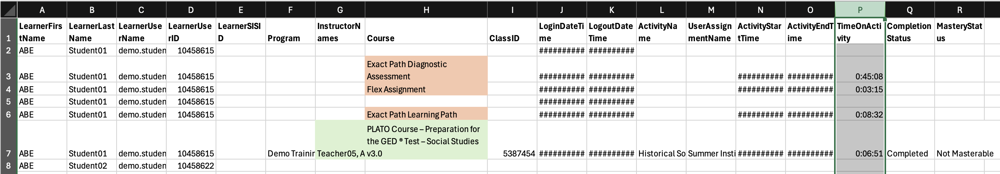 A B C D E F G H I J K L M N O P Q R
1 LearnerFirstName LearnerLastName LearnerUserName LearnerUserID LearnerSISID Program InstructorNames Course ClassID LoginDateTime LogoutDateTime ActivityName UserAssignmentName ActivityStartTime ActivityEndTime TimeOnActivity CompletionStatus MasteryStatus
2 ABE Student01 demo.studen 10458615 ########## ##########
3 ABE Student01 demo.studen 10458615 Exact Path Diagnostic Assessment ########## ########## ########## ########## 0:45:08
4 ABE Student01 demo.studen 10458615 Flex Assignment ########## ########## ########## ########## 0:03:15
5 ABE Student01 demo.studen 10458615 ########## ##########
6 ABE Student01 demo.studen 10458615 Exact Path Learning Path ########## ########## ########## ########## 0:08:32
7 ABE Student01 demo.studen 10458615 Demo Trainin Teacher05, A PLATO Course – Preparation for the GED ® Test – Social Studies v3.0 5387454 ########## ########## Historical So Summer Insti ########## ########## 0:06:51 Completed Not Masterable
8 ABE Student02 demo.studen 10458622